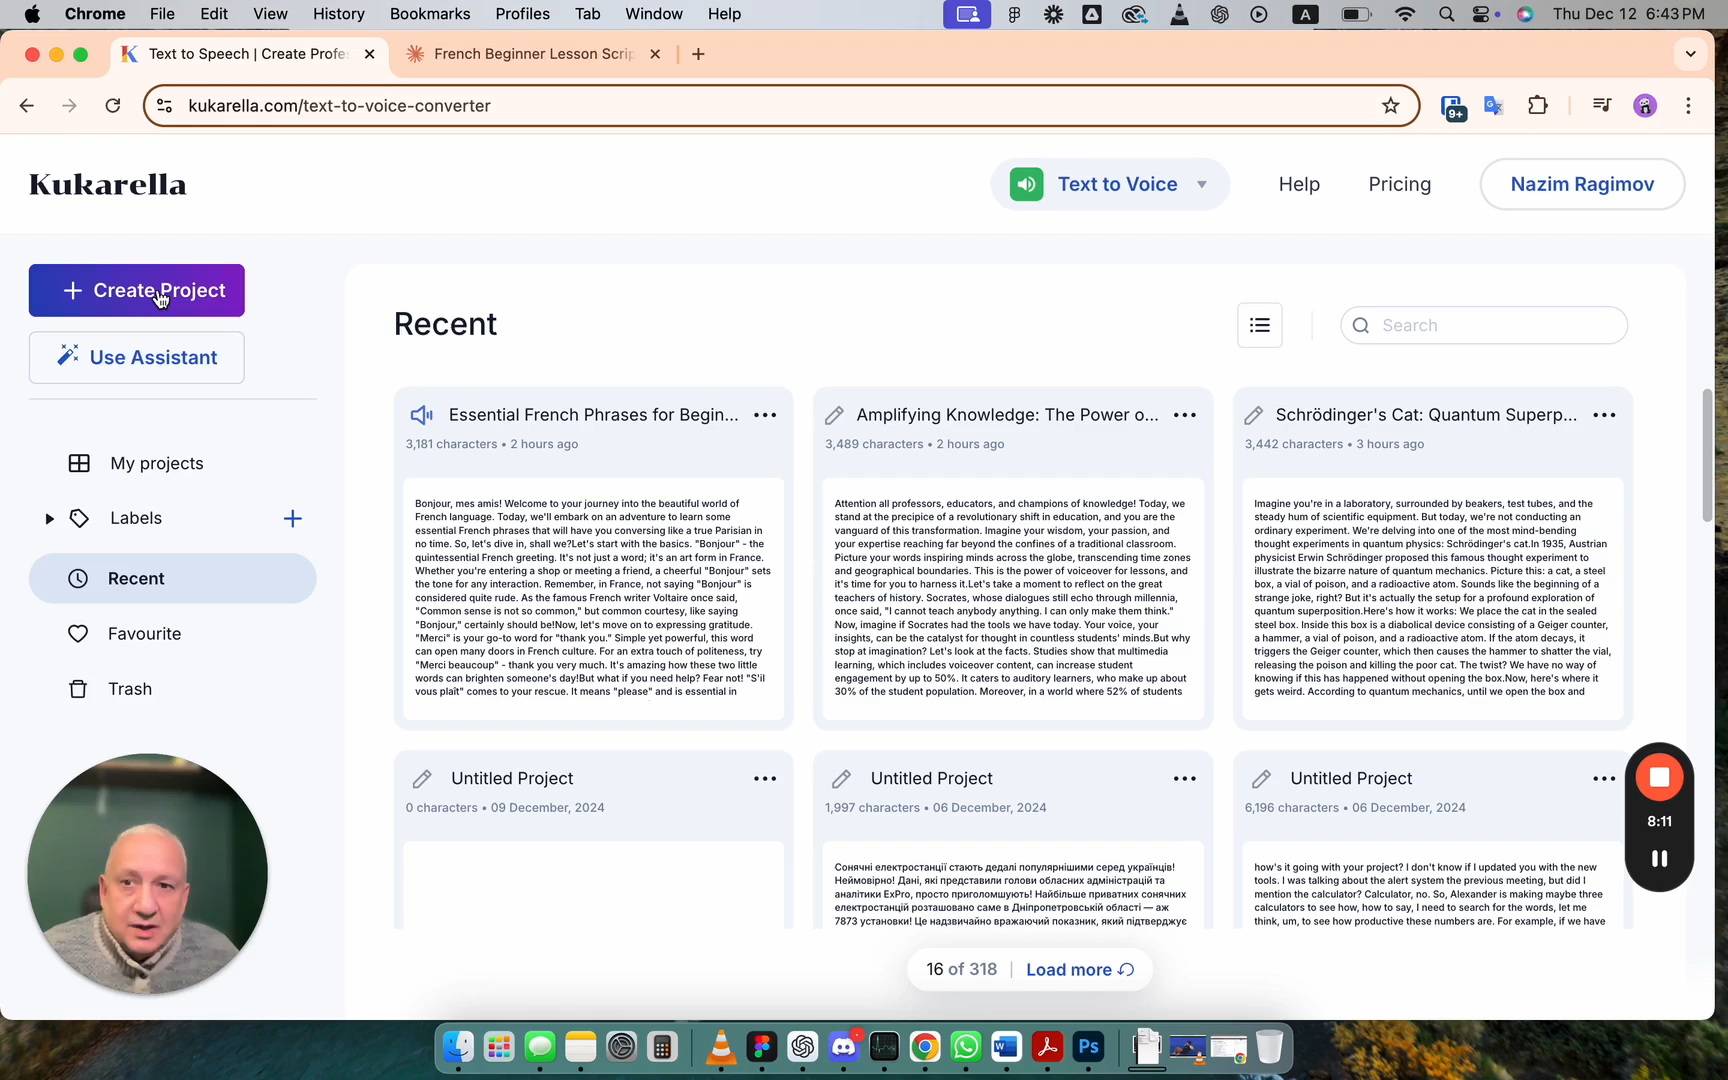 Chrome File Edit View History Bookmarks Profiles Tab Window Help A Thu Dec 12 6:43 PM
Text to Speech | Create Profe
French Beginner Lesson Scrip
kukarella.com/text-to-voice-converter
9+
Kukarella
Text to Voice
Help
Pricing
Nazim Ragimov
+ Create Project
Use Assistant
My projects
Labels +
Recent
Favourite
Trash
Recent
Search
Essential French Phrases for Begin... •••
3,181 characters • 2 hours ago
Bonjour, mes amis! Welcome to your journey into the beautiful world of
French language. Today, we'll embark on an adventure to learn some
essential French phrases that will have you conversing like a true Parisian in
no time. So, let's dive in, shall we?Let's start with the basics. "Bonjour" - the
quintessential French greeting. It's not just a word; it's an art form in France.
Whether you're entering a shop or meeting a friend, a cheerful "Bonjour" sets
the tone for any interaction. Remember, in France, not saying "Bonjour" is
considered quite rude. As the famous French writer Voltaire once said,
"Common sense is not so common," but common courtesy, like saying
"Bonjour," certainly should be!Now, let's move on to expressing gratitude.
"Merci" is your go-to word for "thank you." Simple yet powerful, this word
can open many doors in French culture. For an extra touch of politeness, try
"Merci beaucoup" - thank you very much. It's amazing how these two little
words can brighten someone's day!But what if you need help? Fear not! "S'il
vous plaît" comes to your rescue. It means "please" and is essential in
Amplifying Knowledge: The Power o... •••
3,489 characters • 2 hours ago
Attention all professors, educators, and champions of knowledge! Today, we
stand at the precipice of a revolutionary shift in education, and you are the
vanguard of this transformation. Imagine your voice, your passion, and
your expertise reaching far beyond the confines of a traditional classroom.
Picture your words inspiring minds across the globe, transcending time zones
and geographical boundaries. This is the power of voiceover for lessons, and
it's time for you to harness it.Let's take a moment to reflect on the great
teachers of history. Socrates, whose dialogues still echo through millennia,
once said, "I cannot teach anybody anything. I can only make them think."
Now, imagine if Socrates had the tools we have today. Your voice, your
insights, can be the catalyst for thought in countless students' minds.But why
stop at imagination? Let's look at the facts. Studies show that multimedia
learning, which includes voiceover content, can increase student
engagement by up to 50%. It caters to auditory learners, who make up about
30% of the student population. Moreover, in a world where 52% of students
Schrödinger's Cat: Quantum Superp... •••
3,442 characters • 3 hours ago
Imagine you're in a laboratory, surrounded by beakers, test tubes, and the
steady hum of scientific equipment. But today, we're not conducting an
ordinary experiment. We're delving into one of the most mind-bending
thought experiments in quantum physics: Schrödinger's cat.In 1935, Austrian
physicist Erwin Schrödinger proposed this famous thought experiment to
illustrate the bizarre nature of quantum mechanics. Picture this: a cat, a steel
box, a vial of poison, and a radioactive atom. Sounds like the beginning of a
strange joke, right? But it's actually the setup for a profound exploration of
quantum superposition.Here's how it works: We place the cat in the sealed
steel box. Inside this box is a diabolical device consisting of a Geiger counter,
a hammer, a vial of poison, and a radioactive atom. If the atom decays, it
triggers the Geiger counter, which then causes the hammer to shatter the vial,
releasing the poison and killing the poor cat. The twist? We have no way of
knowing if this has happened without opening the box.Now, here's where it
gets weird. According to quantum mechanics, until we open the box and
Untitled Project •••
0 characters • 09 December, 2024
Untitled Project •••
1,997 characters • 06 December, 2024
Сонячні електростанції стають дедалі популярнішими серед українців!
Неймовірно! Дані, які представили голови обласних адміністрацій та
аналітики ExPro, просто приголомшують! Найбільше приватних сонячних
електростанцій розташовано саме в Дніпропетровській області — аж
7873 установки! Це надзвичайно вражаючий показник, який підтверджує
Untitled Project •••
6,196 characters • 06 December, 2024
how's it going with your project? I don't know if I updated you with the new
tools. I was talking about the alert system the previous meeting, but did I
mention the calculator? Calculator, no. So, Alexander is making maybe three
calculators to see how, how to say, I need to search for the words, let me
think, um, to see how productive these numbers are. For example, if we have
8:11
16 of 318 | Load more
W
Ps